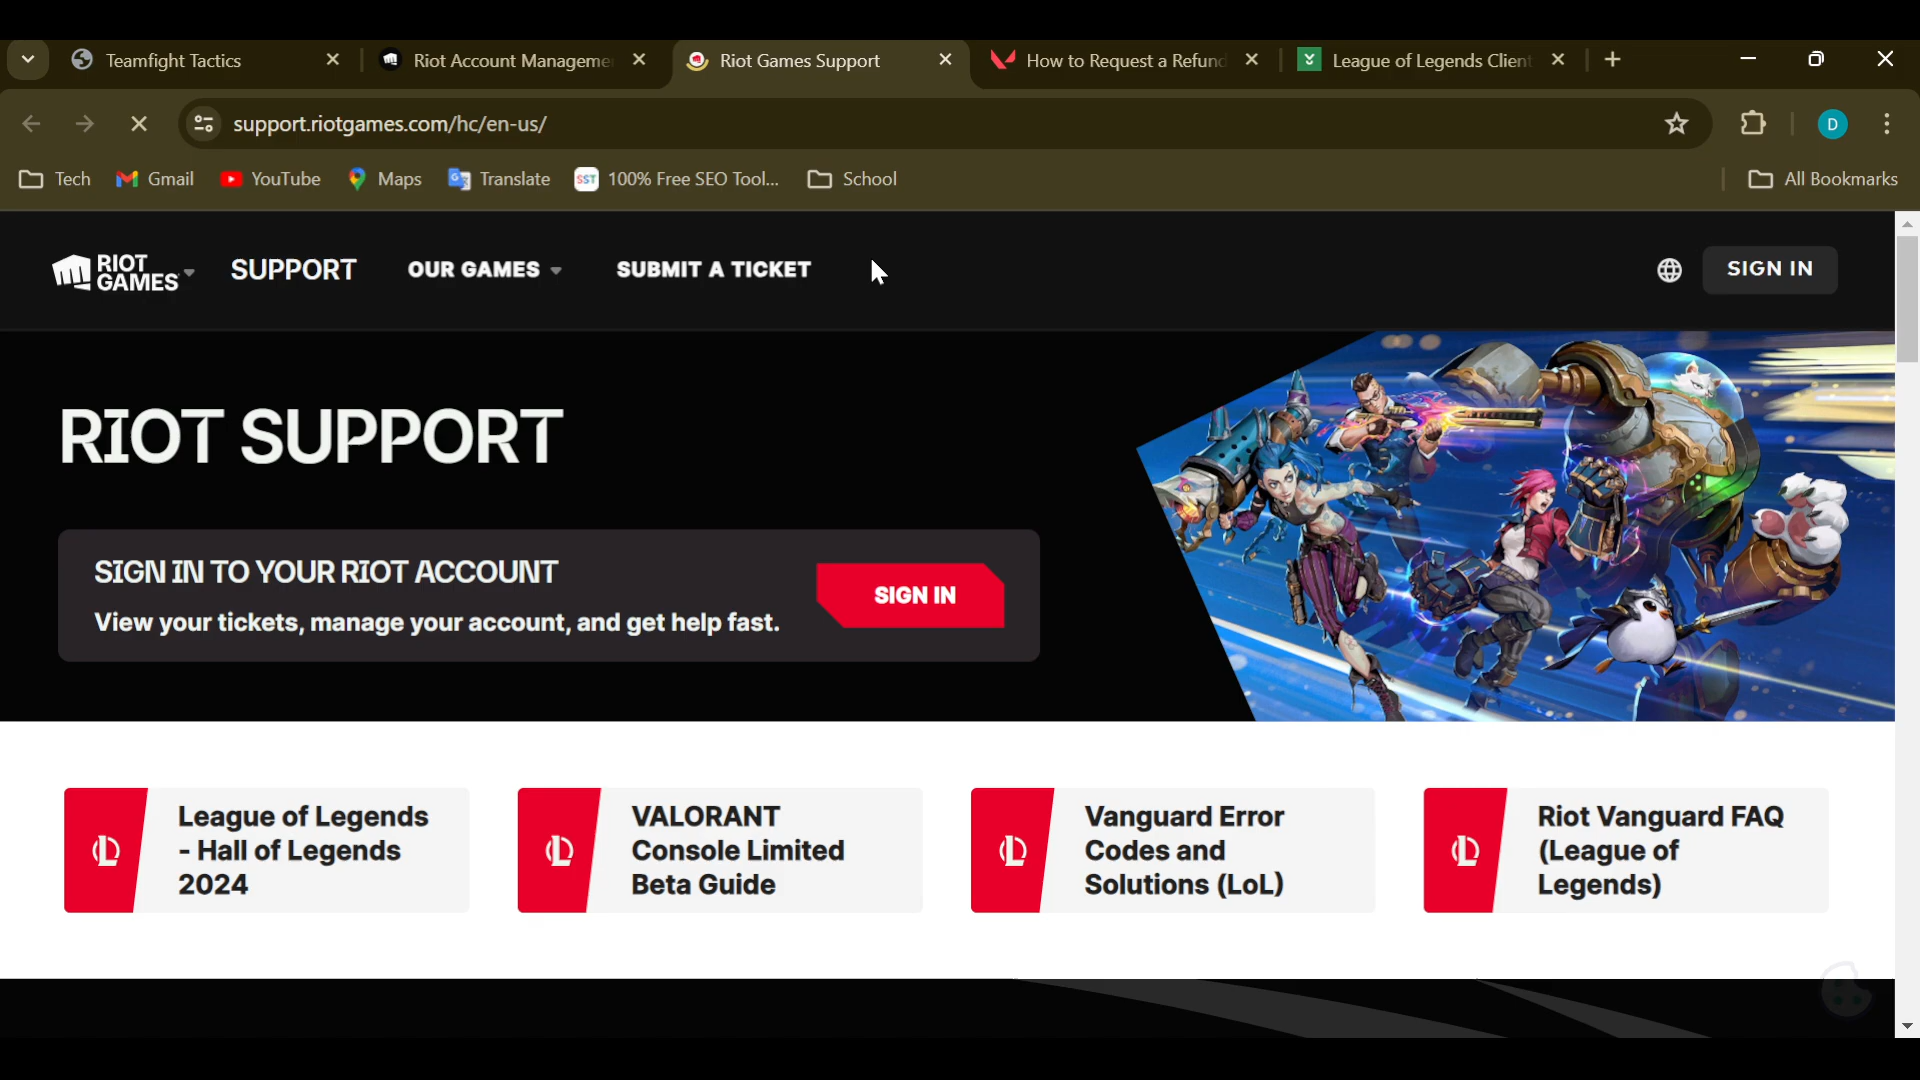 Teamfight Tactics
Riot Account Manageme
Riot Games Support
How to Request a Refund
League of Legends Client
support.riotgames.com/hc/en-us/
D
Tech
Gmail
YouTube
Maps
Translate
SST
100% Free SEO Tool...
School
All Bookmarks
RIOT
GAMES
SUPPORT
OUR GAMES
SUBMIT A TICKET
SIGN IN
RIOT SUPPORT
SIGN IN TO YOUR RIOT ACCOUNT
View your tickets, manage your account, and get help fast.
SIGN IN
League of Legends
- Hall of Legends
2024
VALORANT
Console Limited
Beta Guide
Vanguard Error
Codes and
Solutions (LoL)
Riot Vanguard FAQ
(League of
Legends)